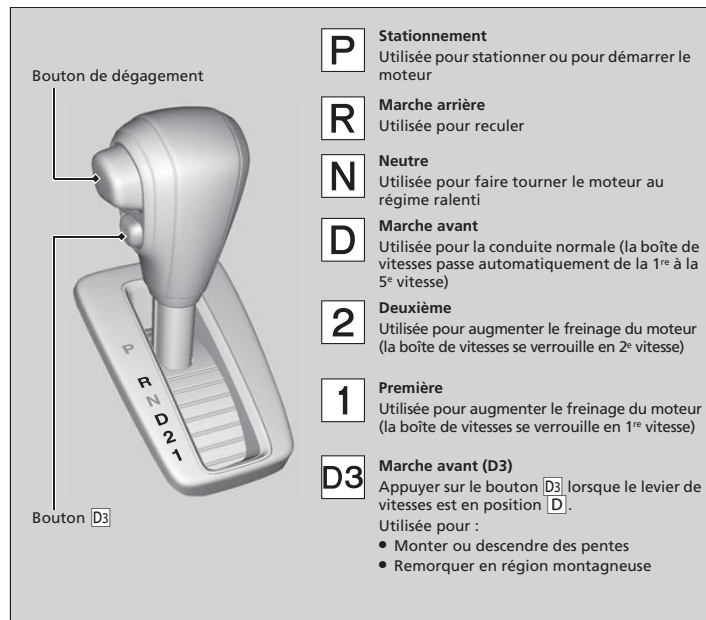 Bouton de dégagement
Bouton D3
P
R
N
D
2
1
P
Stationnement
Utilisée pour stationner ou pour démarrer le
moteur
R
Marche arrière
Utilisée pour reculer
N
Neutre
Utilisée pour faire tourner le moteur au
régime ralenti
D
Marche avant
Utilisée pour la conduite normale (la boîte de
vitesses passe automatiquement de la 1re à la
5e vitesse)
2
Deuxième
Utilisée pour augmenter le freinage du moteur
(la boîte de vitesses se verrouille en 2e vitesse)
1
Première
Utilisée pour augmenter le freinage du moteur
(la boîte de vitesses se verrouille en 1re vitesse)
D3
Marche avant (D3)
Appuyer sur le bouton D3 lorsque le levier de
vitesses est en position D.
Utilisée pour :
● Monter ou descendre des pentes
● Remorquer en région montagneuse